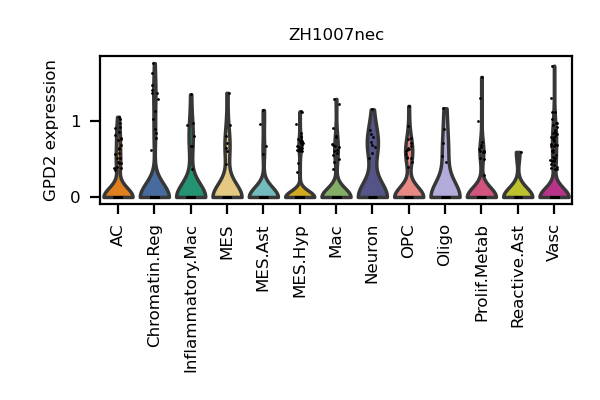 ZH1007nec
GPD2 expression
1
0
AC
Chromatin.Reg
Inflammatory.Mac
MES
MES.Ast
MES.Hyp
Mac
Neuron
OPC
Oligo
Prolif.Metab
Reactive.Ast
Vasc